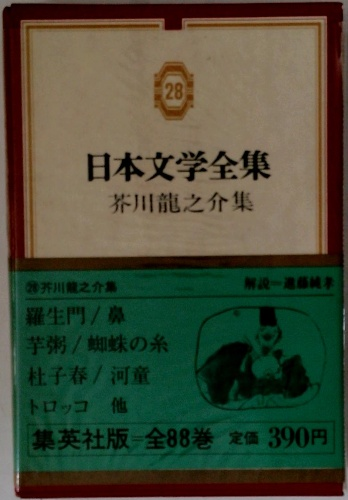 28
日本文学全集
芥川龍之介集
㉘芥川龍之介集
解説=進藤純孝
羅生門/鼻
芋粥/蜘蛛の糸
杜子春/河童
トロッコ 他
集英社版=全88巻 定価 390円